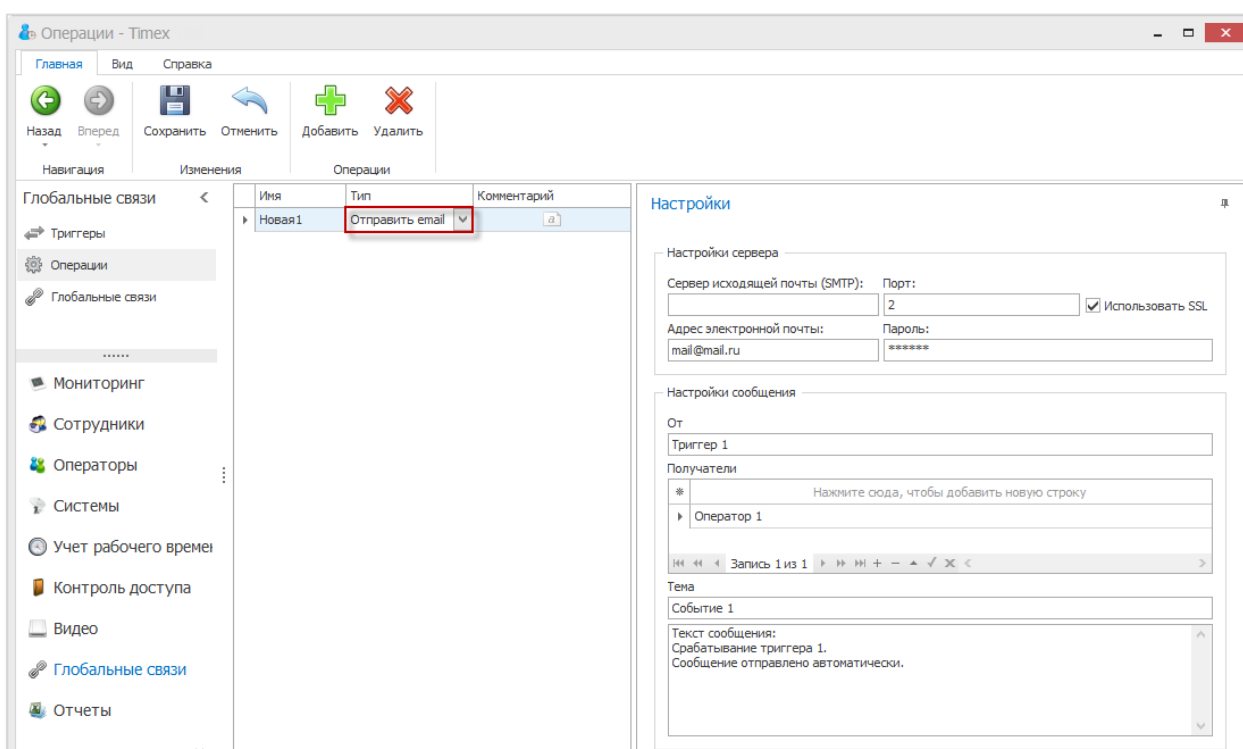 Операции - Timex
Главная Вид Справка
Назад Вперед Сохранить Отменить Добавить Удалить
Навигация Изменения Операции
Глобальные связи
Триггеры
Операции
Глобальные связи
Мониторинг
Сотрудники
Операторы
Системы
Учет рабочего времен
Контроль доступа
Видео
Глобальные связи
Отчеты
Имя Тип Комментарий
Новая1 Отправить email a
Настройки
Настройки сервера
Сервер исходящей почты (SMTP): Порт:
2 Использовать SSL
Адрес электронной почты: Пароль:
mail@mail.ru ******
Настройки сообщения
От
Триггер 1
Получатели
Нажмите сюда, чтобы добавить новую строку
Оператор 1
Запись 1 из 1
Тема
Событие 1
Текст сообщения:
Срабатывание триггера 1.
Сообщение отправлено автоматически.